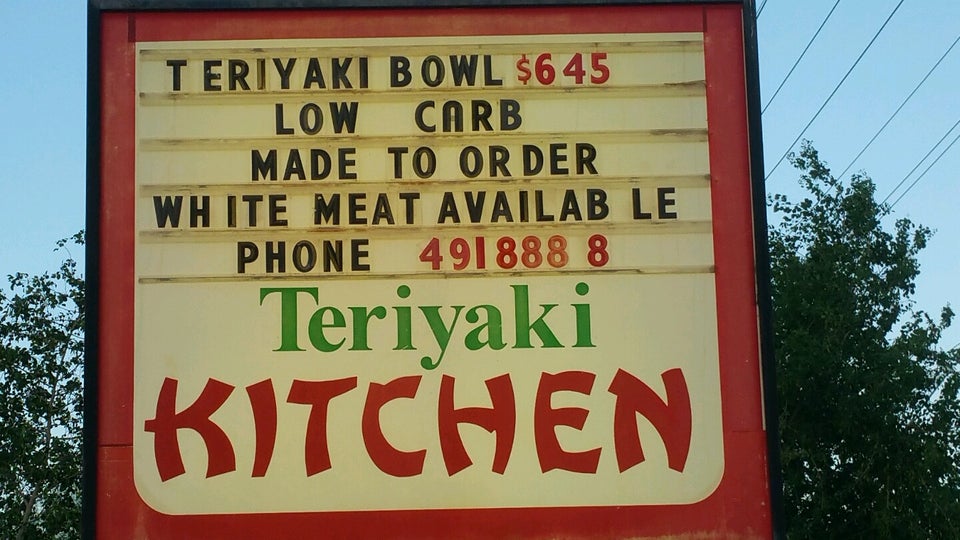 TERIYAKI BOWL $645
LOW CARB
MADE TO ORDER
WHITE MEAT AVAILABLE
PHONE 4918888
Teriyaki
KITCHEN